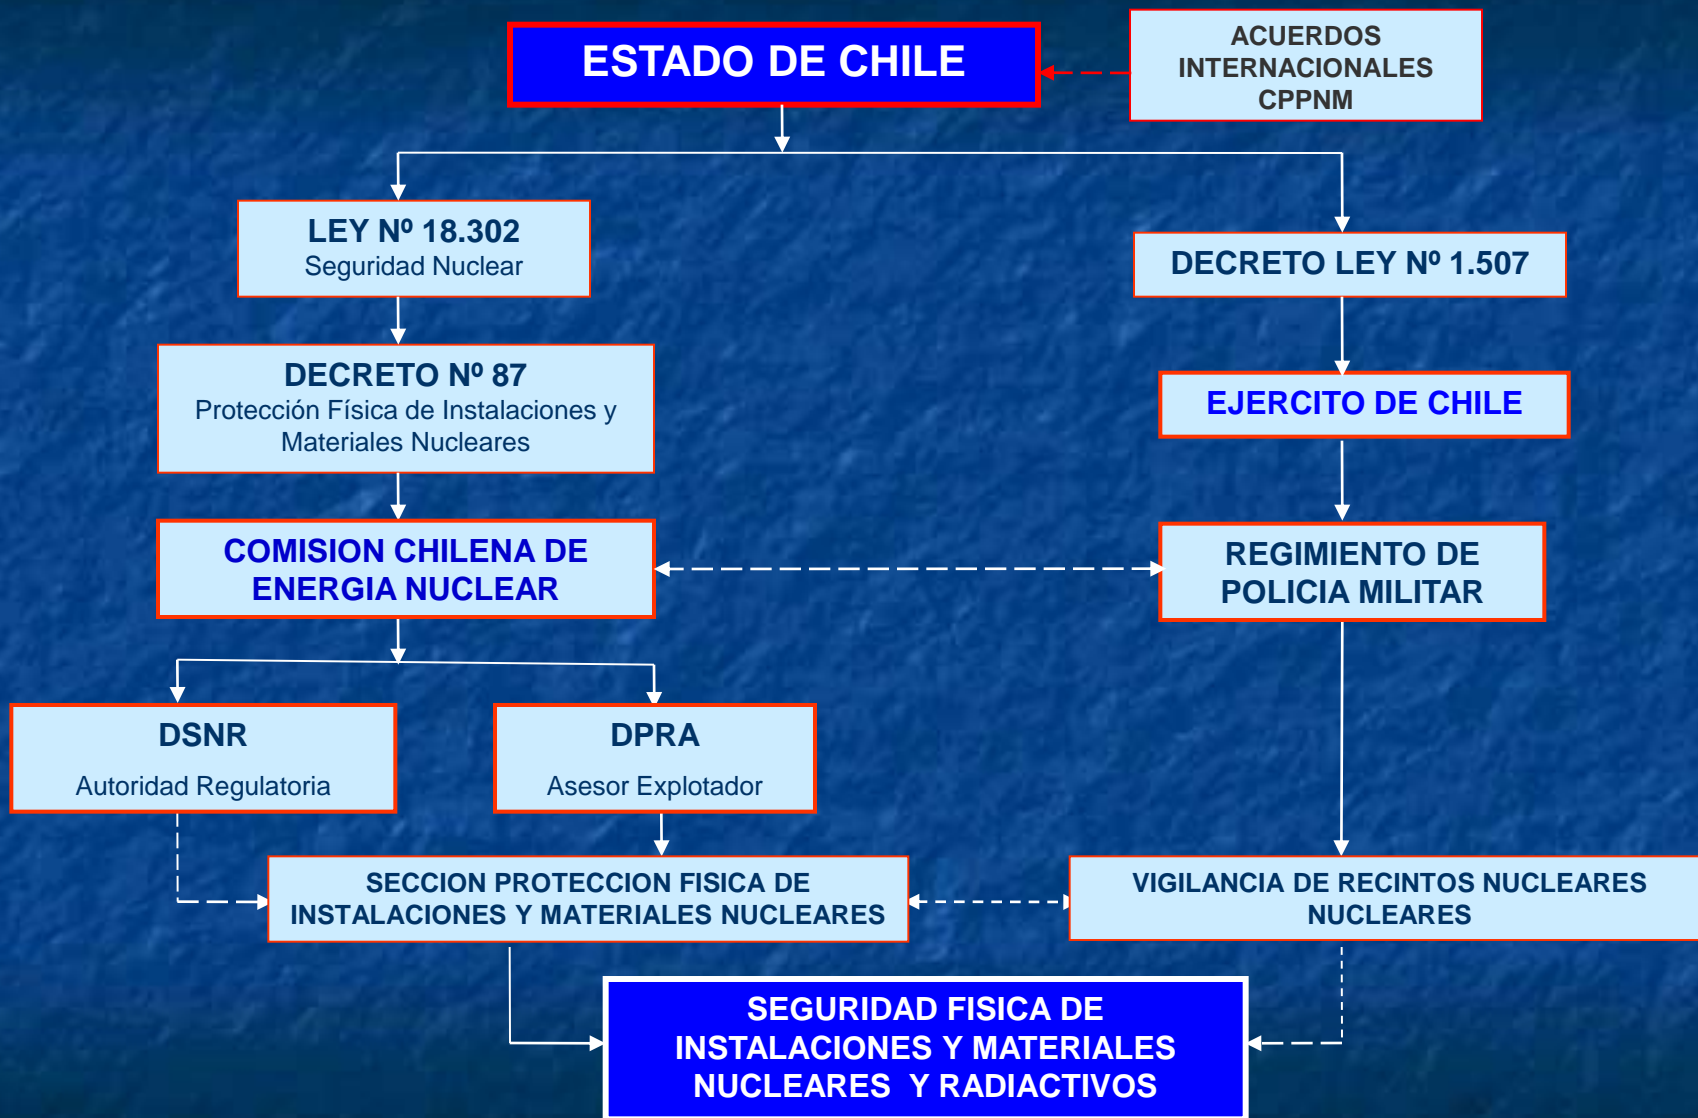 ESTADO DE CHILE
ACUERDOS
INTERNACIONALES
CPPNM
LEY Nº 18.302
Seguridad Nuclear
DECRETO LEY Nº 1.507
DECRETO Nº 87
Protección Física de Instalaciones y
Materiales Nucleares
EJERCITO DE CHILE
COMISION CHILENA DE
ENERGIA NUCLEAR
REGIMIENTO DE
POLICIA MILITAR
DSNR
Autoridad Regulatoria
DPRA
Asesor Explotador
SECCION PROTECCION FISICA DE
INSTALACIONES Y MATERIALES NUCLEARES
VIGILANCIA DE RECINTOS NUCLEARES
NUCLEARES
SEGURIDAD FISICA DE
INSTALACIONES Y MATERIALES
NUCLEARES Y RADIACTIVOS